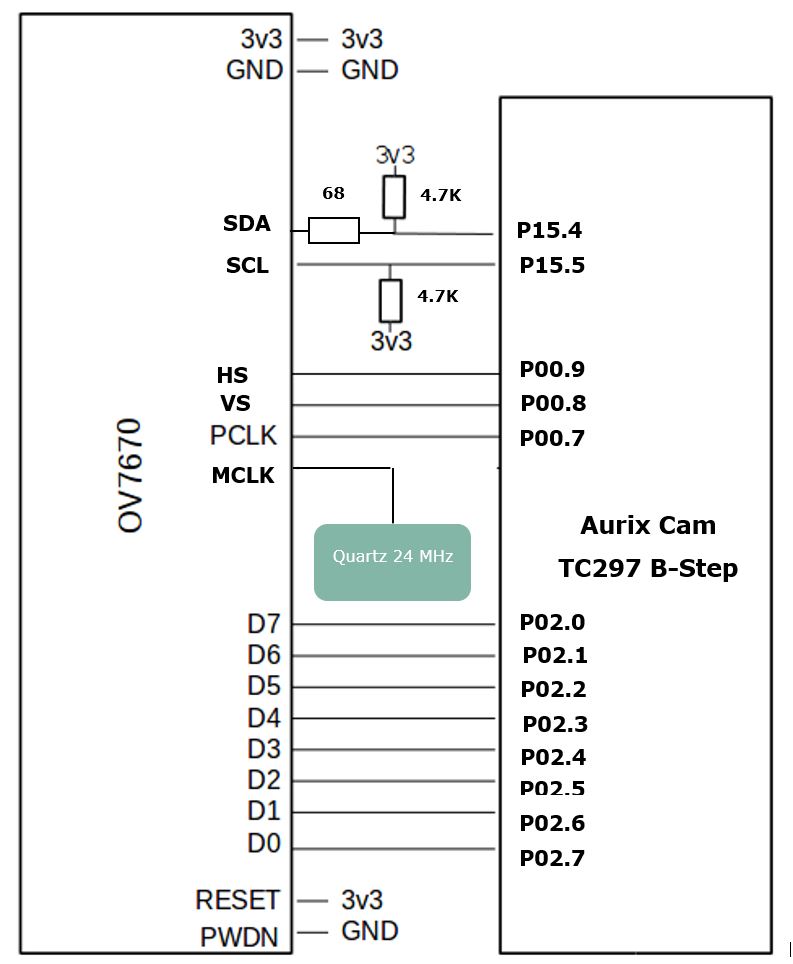 3v3 3v3
GND GND
3v3
68 4.7K
SDA P15.4
SCL P15.5
4.7K
3v3
HS P00.9
VS P00.8
PCLK P00.7
MCLK
OV7670
Aurix Cam
Quartz 24 MHz
TC297 B-Step
D7 P02.0
D6 P02.1
D5 P02.2
D4 P02.3
D3 P02.4
D2 P02.5
D1 P02.6
D0 P02.7
RESET 3v3
PWDN GND